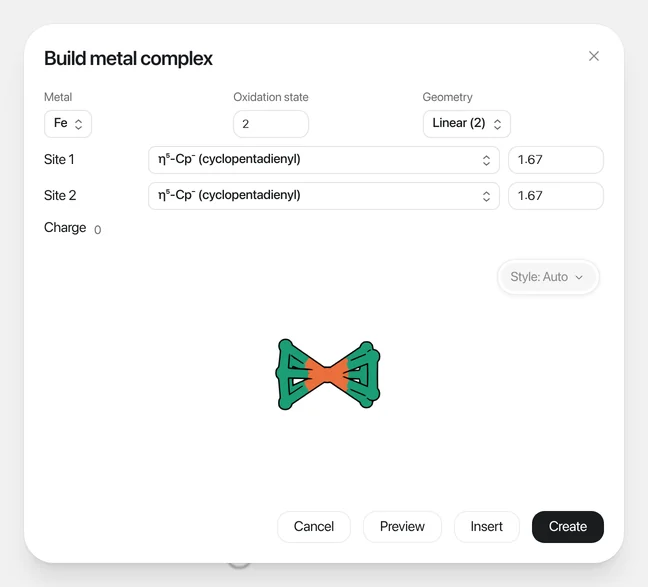 Build metal complex
Metal
Oxidation state
Geometry
Fe
2
Linear (2)
Site 1
η⁵-Cp⁻ (cyclopentadienyl)
1.67
Site 2
η⁵-Cp⁻ (cyclopentadienyl)
1.67
Charge 0
Style: Auto
Cancel
Preview
Insert
Create